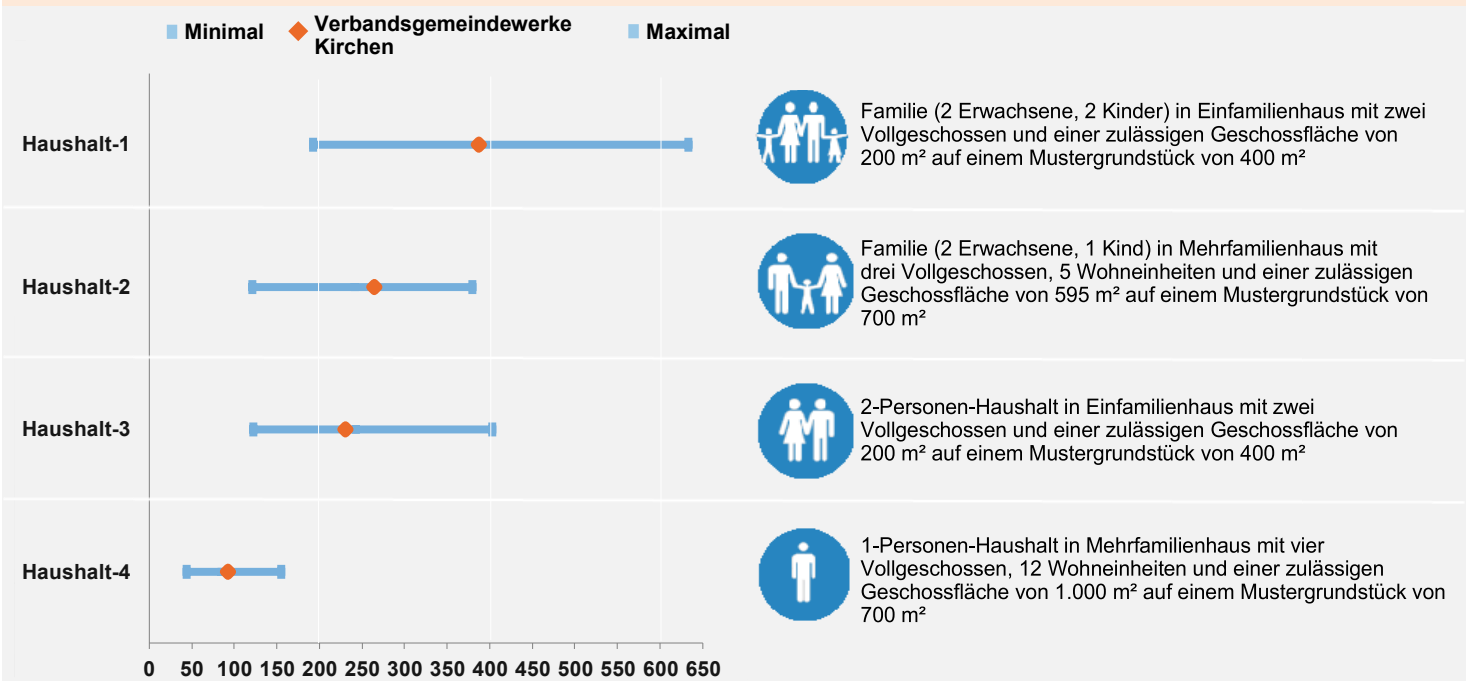 Minimal
Verbandsgemeindewerke
Kirchen
Maximal
Haushalt-1
Familie (2 Erwachsene, 2 Kinder) in Einfamilienhaus mit zwei
Vollgeschossen und einer zulässigen Geschossfläche von
200 m² auf einem Mustergrundstück von 400 m²
Haushalt-2
Familie (2 Erwachsene, 1 Kind) in Mehrfamilienhaus mit
drei Vollgeschossen, 5 Wohneinheiten und einer zulässigen
Geschossfläche von 595 m² auf einem Mustergrundstück von
700 m²
Haushalt-3
2-Personen-Haushalt in Einfamilienhaus mit zwei
Vollgeschossen und einer zulässigen Geschossfläche von
200 m² auf einem Mustergrundstück von 400 m²
Haushalt-4
1-Personen-Haushalt in Mehrfamilienhaus mit vier
Vollgeschossen, 12 Wohneinheiten und einer zulässigen
Geschossfläche von 1.000 m² auf einem Mustergrundstück von
700 m²
0 50 100 150 200 250 300 350 400 450 500 550 600 650